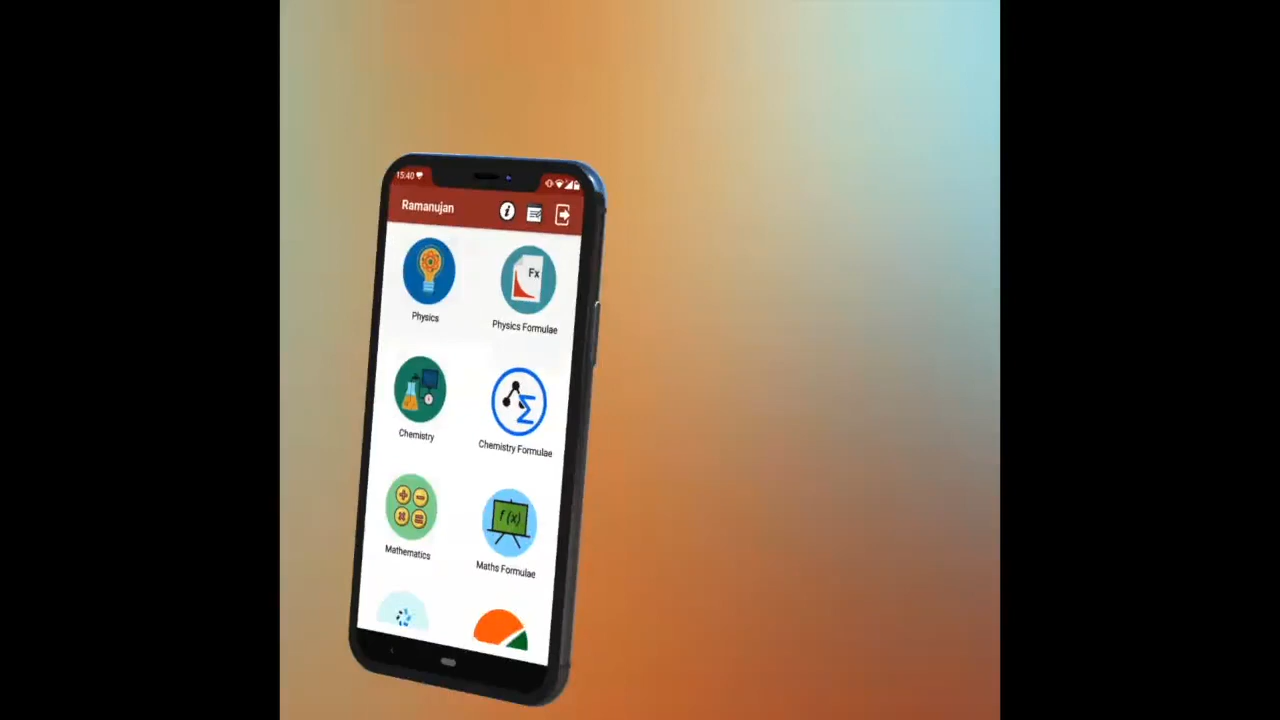 15:40
Ramanujan
Physics
Fx
Physics Formulae
Chemistry
Chemistry Formulae
Mathematics
f(x)
Maths Formulae